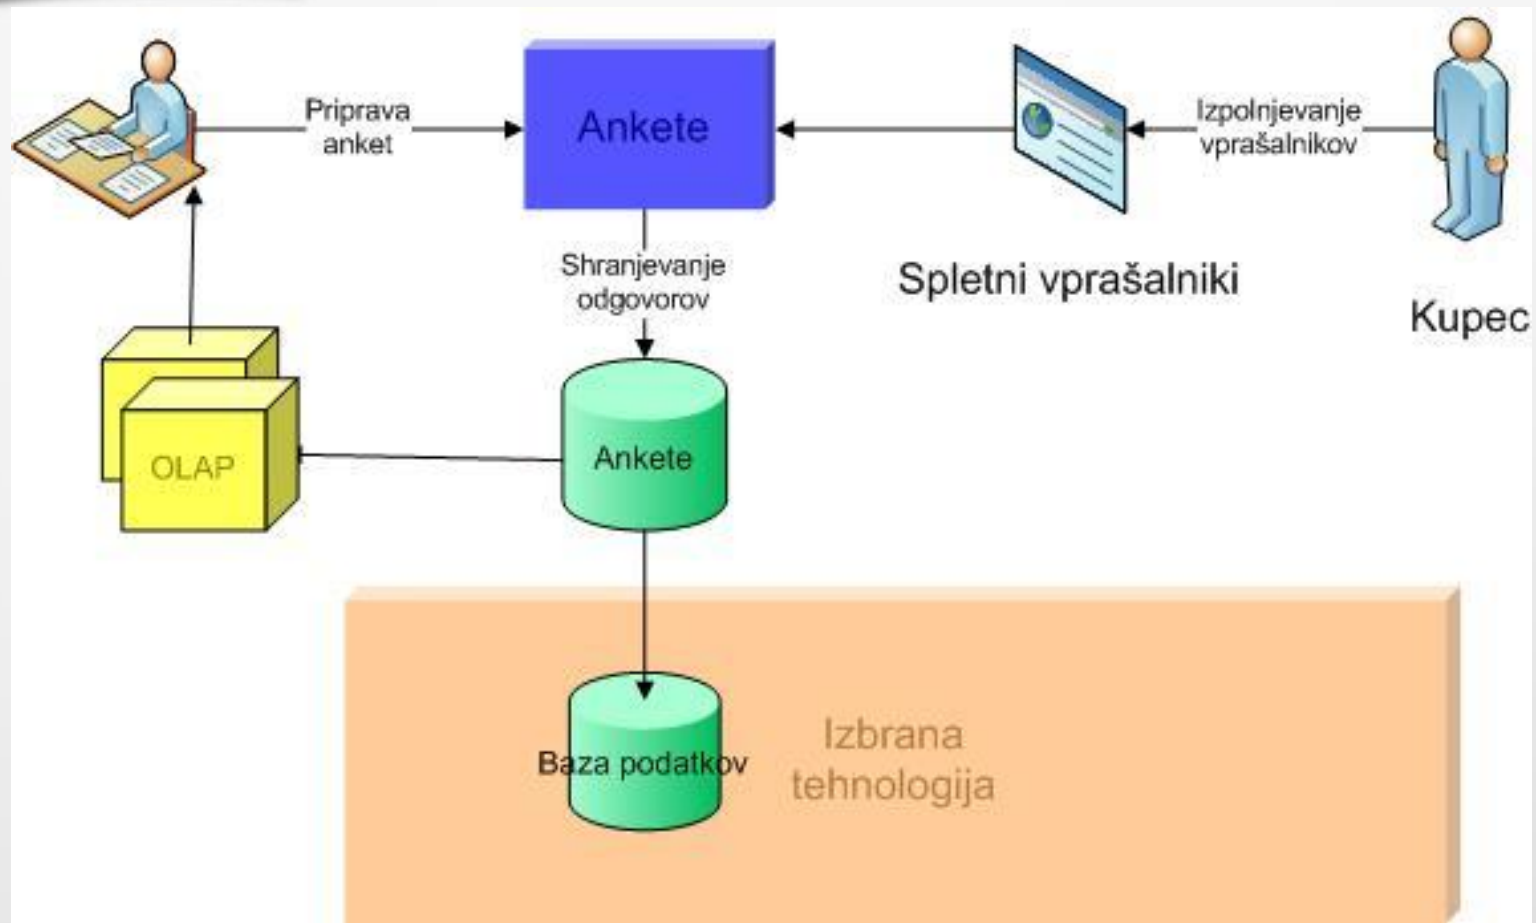 Priprava
anket
Ankete
Izpolnjevanje
vprašalnikov
Shranjevanje
odgovorov
Spletni vprašalniki
Kupec
OLAP
Ankete
Baza podatkov
Izbrana
tehnologija